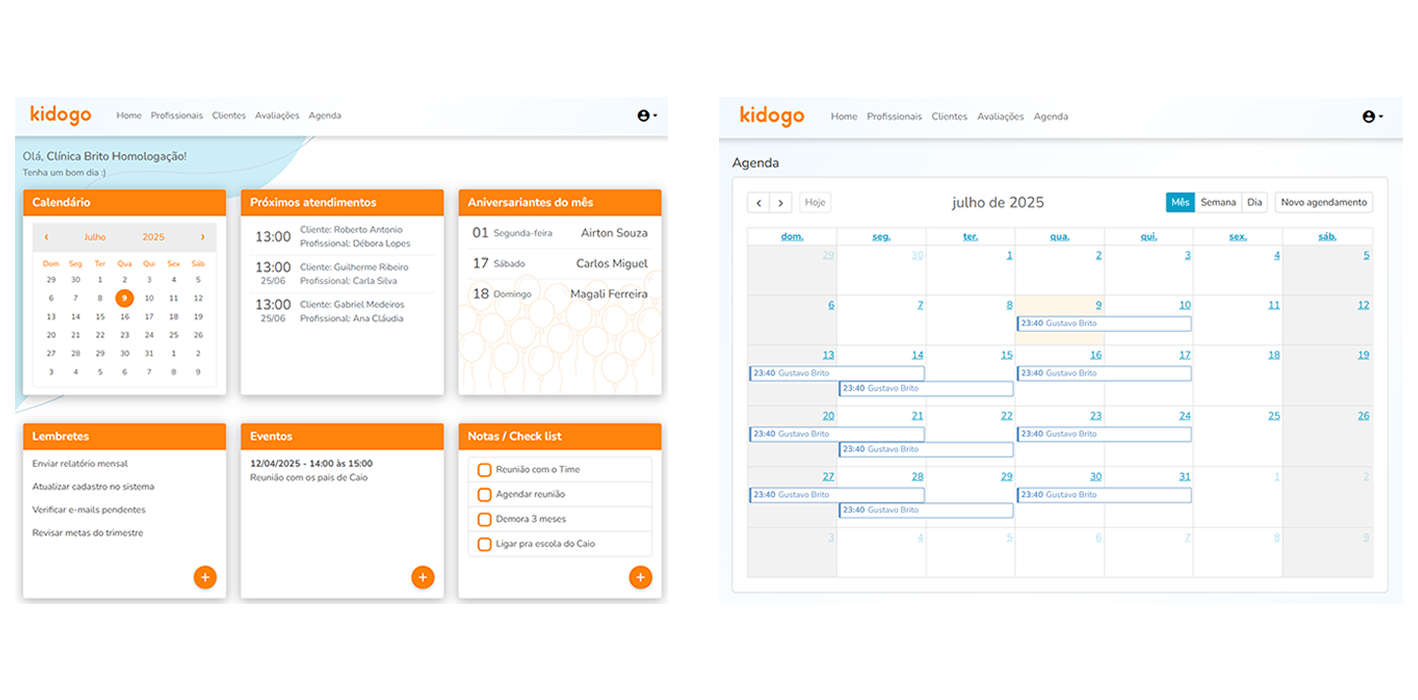 kidogo Home Profissionais Clientes Avaliações Agenda
Olá, Clínica Brito Homologação!
Tenha um bom dia :)
Calendário
‹ Julho 2025 ›
Dom Seg Ter Qua Qui Sex Sáb
29 30 1 2 3 4 5
6 7 8 9 10 11 12
13 14 15 16 17 18 19
20 21 22 23 24 25 26
27 28 29 30 31 1 2
3 4 5 6 7 8 9
Próximos atendimentos
13:00 Cliente: Roberto Antonio
Profissional: Débora Lopes
13:00 Cliente: Guilherme Ribeiro
25/06 Profissional: Carla Silva
13:00 Cliente: Gabriel Medeiros
25/06 Profissional: Ana Cláudia
Aniversariantes do mês
01 Segunda-feira Airton Souza
17 Sábado Carlos Miguel
18 Domingo Magali Ferreira
Lembretes
Enviar relatório mensal
Atualizar cadastro no sistema
Verificar e-mails pendentes
Revisar metas do trimestre
+
Eventos
12/04/2025 - 14:00 às 15:00
Reunião com os pais de Caio
+
Notas / Check list
Reunião com o Time
Agendar reunião
Demora 3 meses
Ligar pra escola do Caio
+
kidogo Home Profissionais Clientes Avaliações Agenda
Agenda
‹ › Hoje julho de 2025 Mês Semana Dia Novo agendamento
dom. seg. ter. qua. qui. sex. sáb.
29 30 1 2 3 4 5
6 7 8 9 10 11 12
23:40 Gustavo Brito
13 14 15 16 17 18 19
23:40 Gustavo Brito 23:40 Gustavo Brito
23:40 Gustavo Brito
20 21 22 23 24 25 26
23:40 Gustavo Brito 23:40 Gustavo Brito
23:40 Gustavo Brito
27 28 29 30 31 1 2
23:40 Gustavo Brito 23:40 Gustavo Brito
23:40 Gustavo Brito
3 4 5 6 7 8 9